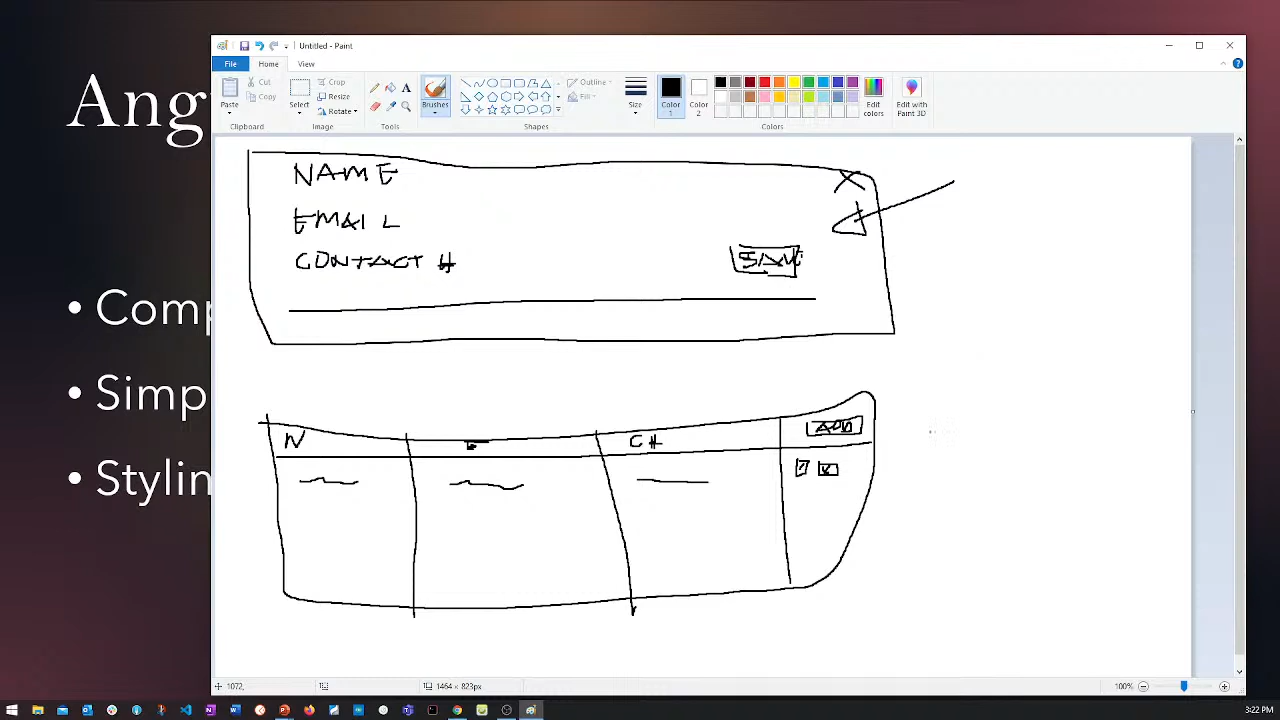 Untitled - Paint
File Home View
Paste Cut Copy Clipboard
Select Crop Resize Rotate Image
Tools
Brushes
Shapes Outline Fill
Size
Color 1 Color 2 Edit colors Colors
Edit with Paint 3D
Ang
• Comp
• Simp
• Stylin
NAME X
EMAIL
CONTACT #
N E C# ADD
1072,
1464 × 823px
100%
3:22 PM